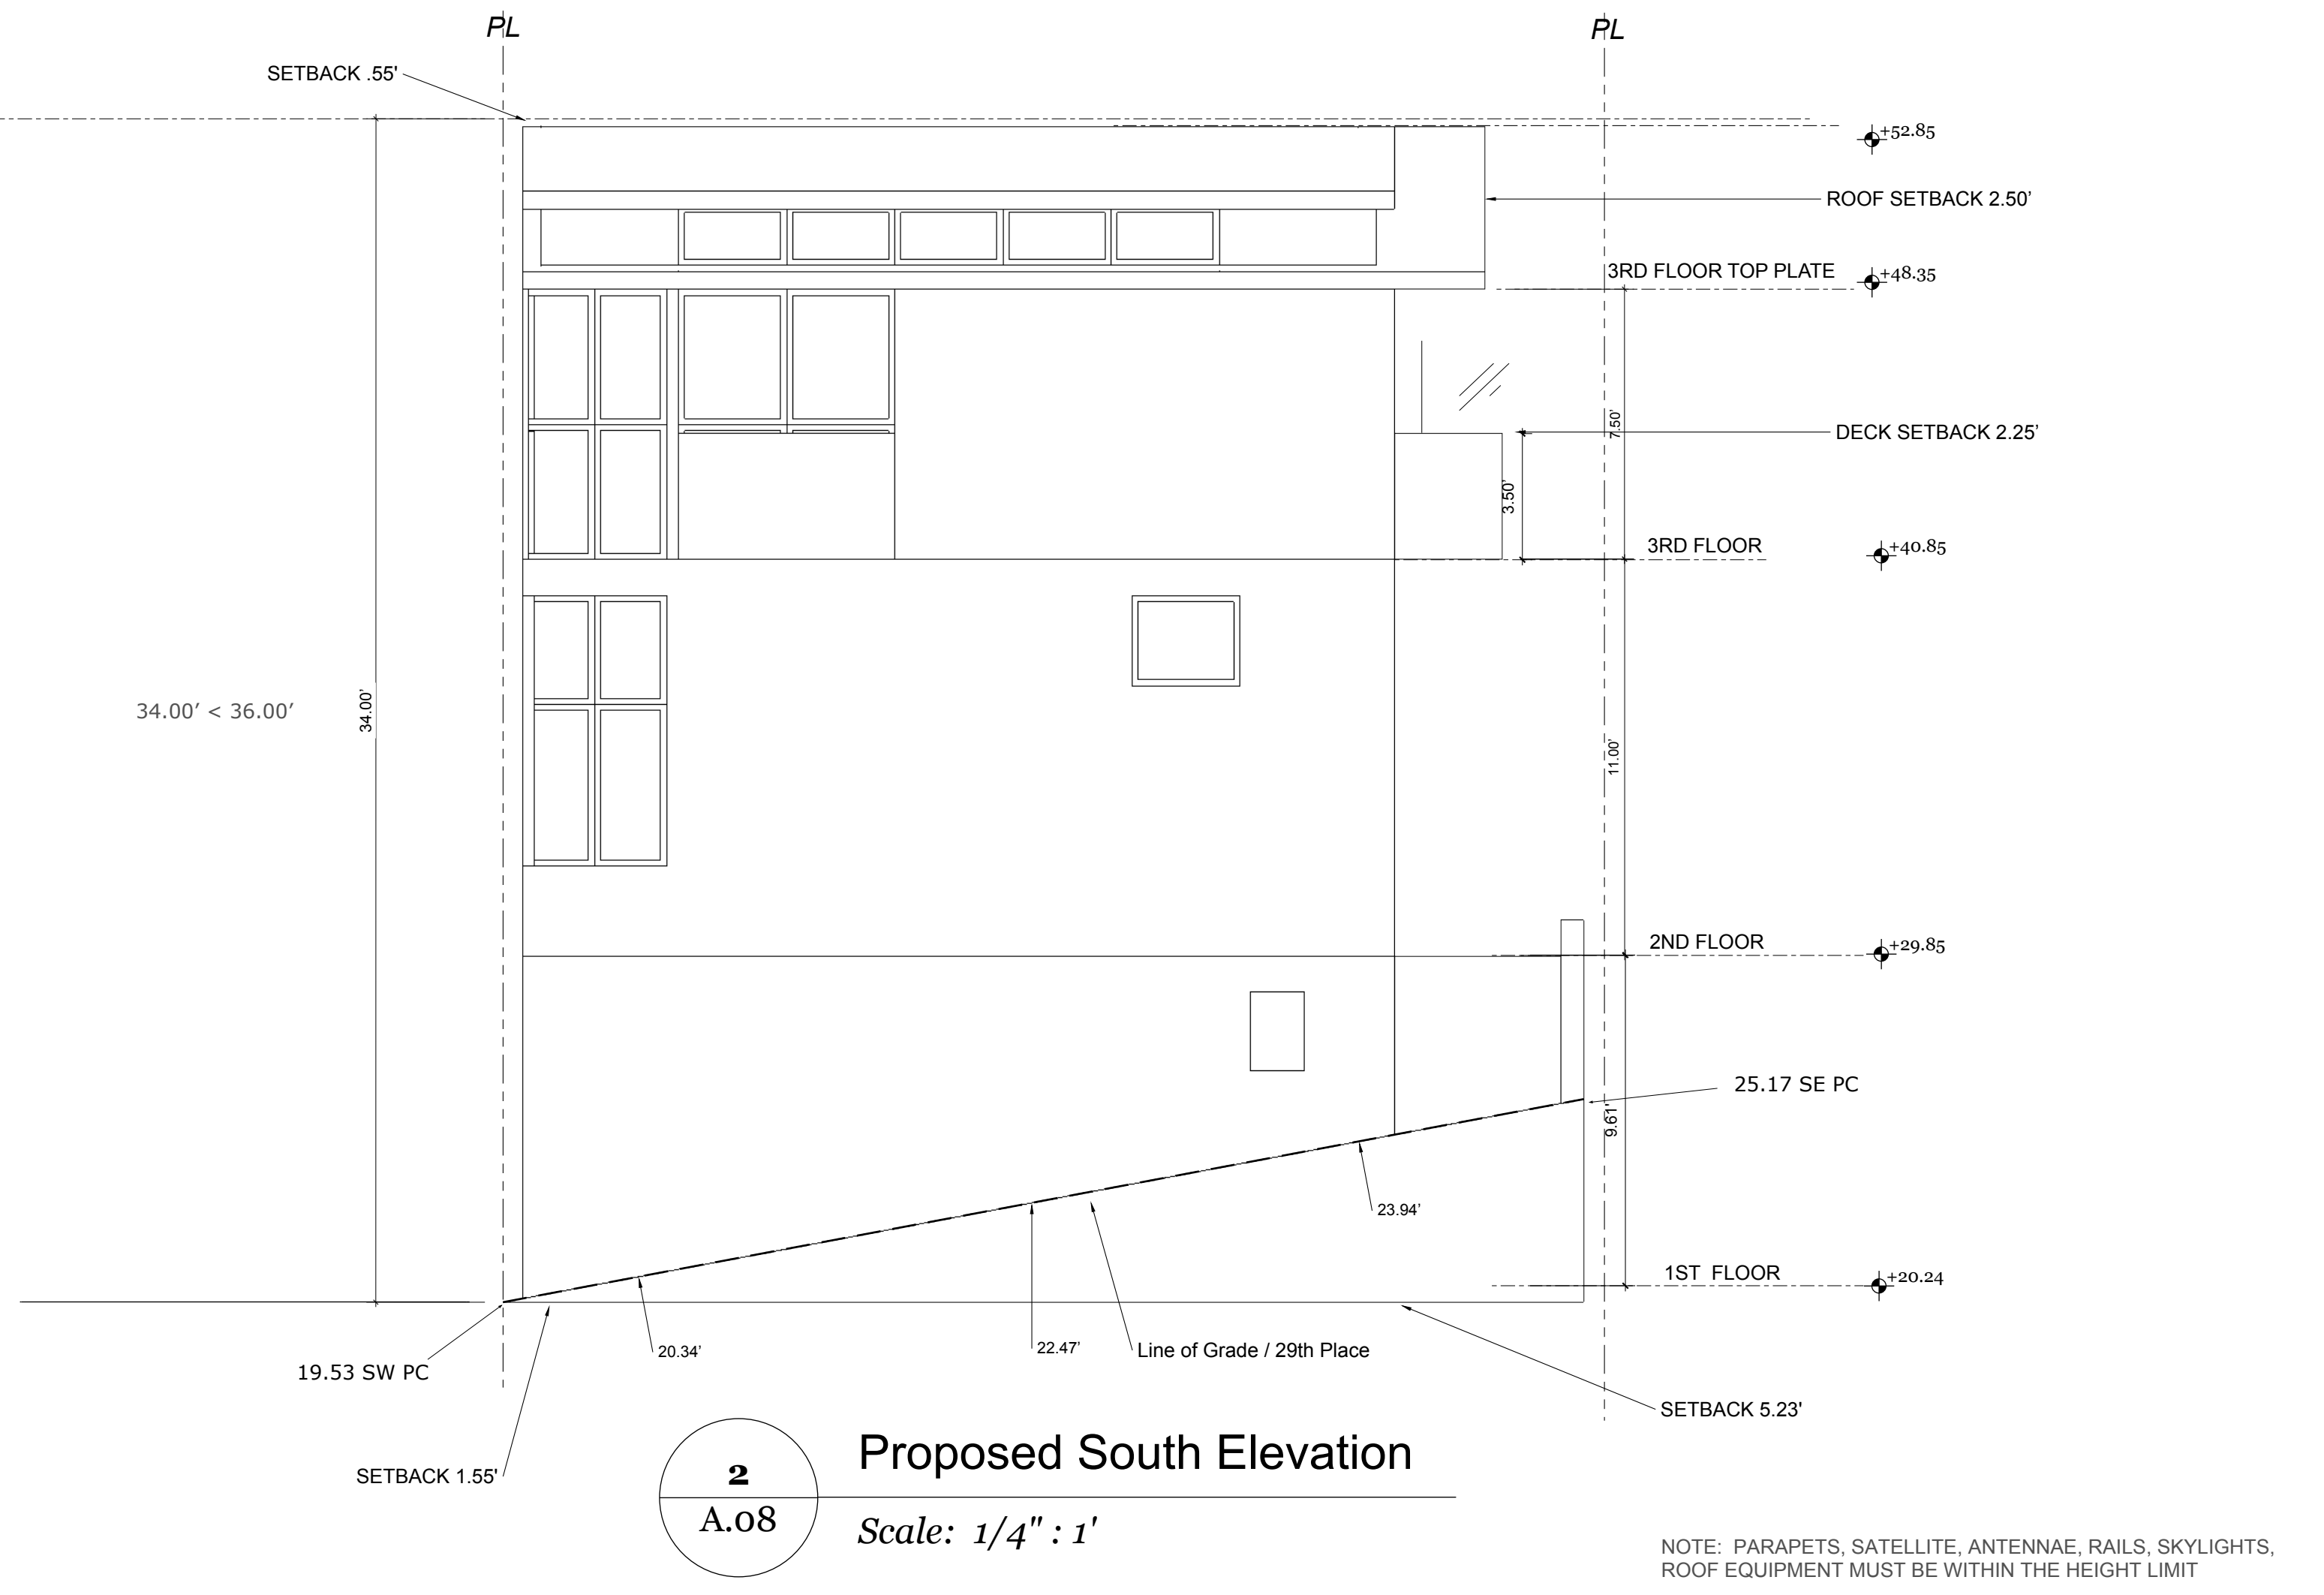 PL
PL
SETBACK .55'
+52.85
ROOF SETBACK 2.50’
3RD FLOOR TOP PLATE
+48.35
7.50’
DECK SETBACK 2.25’
3.50’
3RD FLOOR
+40.85
34.00’ < 36.00’
34.00’
11.00’
2ND FLOOR
+29.85
25.17 SE PC
9.61’
23.94’
1ST FLOOR
+20.24
20.34’
22.47’
Line of Grade / 29th Place
19.53 SW PC
SETBACK 5.23'
SETBACK 1.55'
2
A.08
Proposed South Elevation
Scale: 1/4" : 1'
NOTE: PARAPETS, SATELLITE, ANTENNAE, RAILS, SKYLIGHTS,
ROOF EQUIPMENT MUST BE WITHIN THE HEIGHT LIMIT